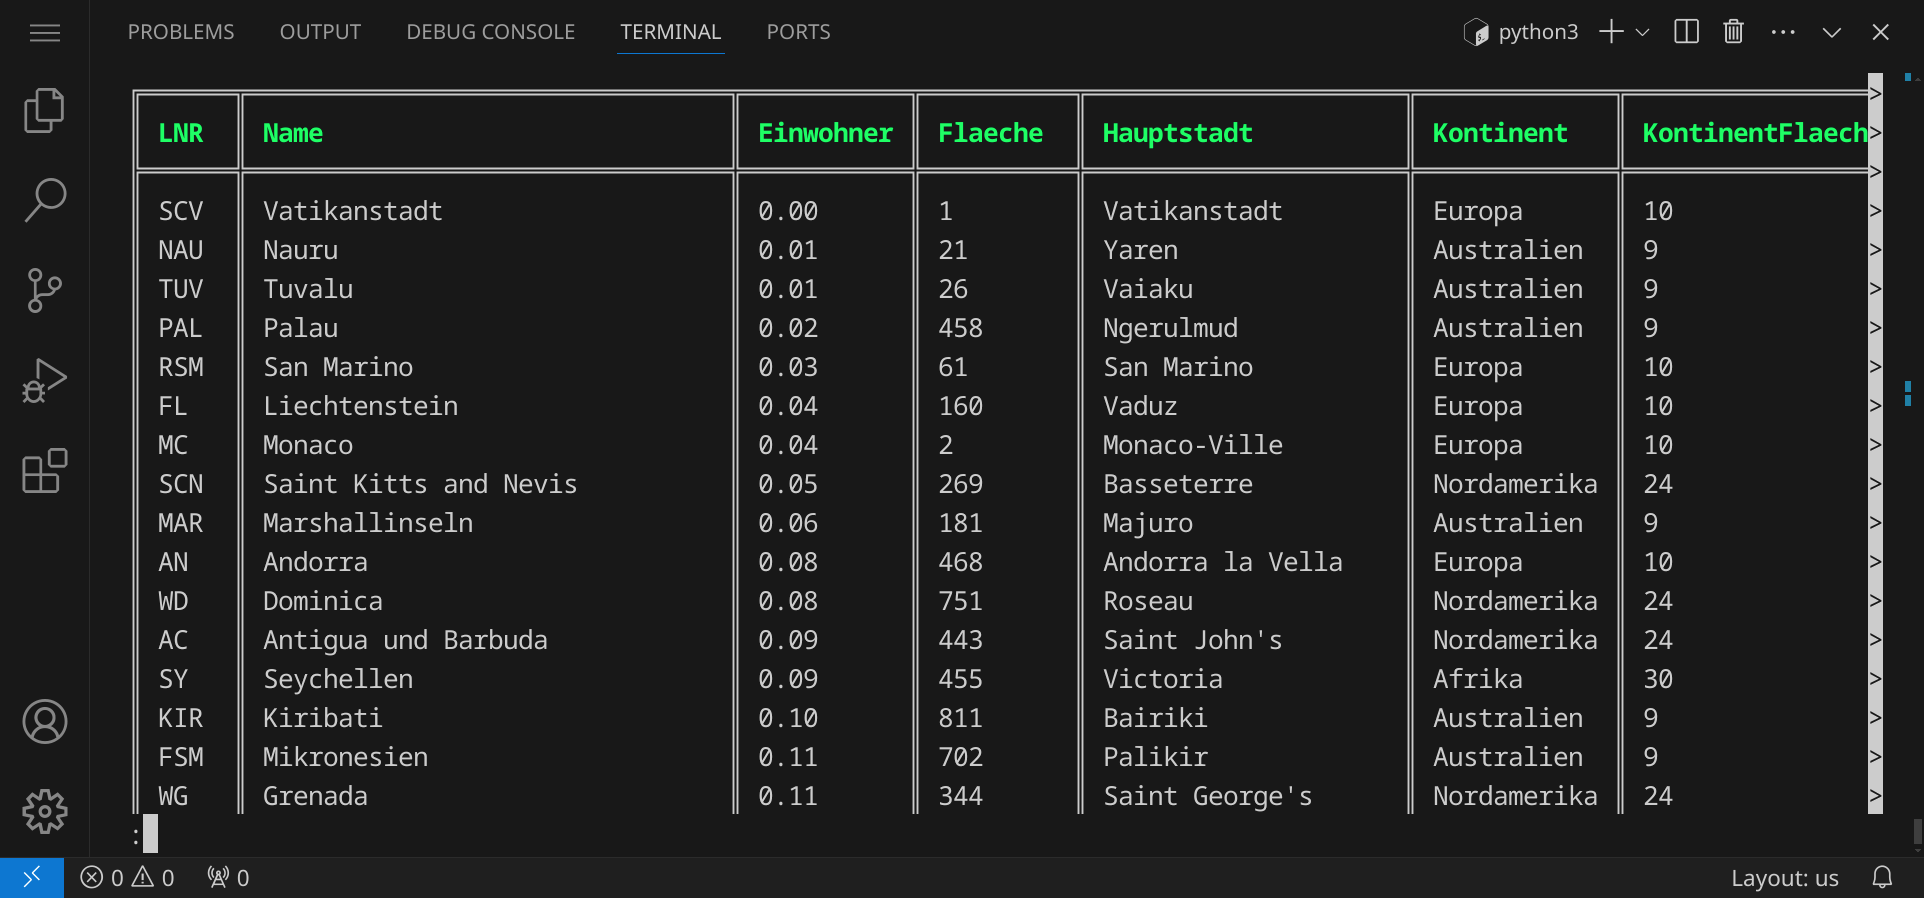 PROBLEMS OUTPUT DEBUG CONSOLE TERMINAL PORTS python3
LNR Name Einwohner Flaeche Hauptstadt Kontinent KontinentFlaech>
SCV Vatikanstadt 0.00 1 Vatikanstadt Europa 10 >
NAU Nauru 0.01 21 Yaren Australien 9 >
TUV Tuvalu 0.01 26 Vaiaku Australien 9 >
PAL Palau 0.02 458 Ngerulmud Australien 9 >
RSM San Marino 0.03 61 San Marino Europa 10 >
FL Liechtenstein 0.04 160 Vaduz Europa 10 >
MC Monaco 0.04 2 Monaco-Ville Europa 10 >
SCN Saint Kitts and Nevis 0.05 269 Basseterre Nordamerika 24 >
MAR Marshallinseln 0.06 181 Majuro Australien 9 >
AN Andorra 0.08 468 Andorra la Vella Europa 10 >
WD Dominica 0.08 751 Roseau Nordamerika 24 >
AC Antigua und Barbuda 0.09 443 Saint John's Nordamerika 24 >
SY Seychellen 0.09 455 Victoria Afrika 30 >
KIR Kiribati 0.10 811 Bairiki Australien 9 >
FSM Mikronesien 0.11 702 Palikir Australien 9 >
WG Grenada 0.11 344 Saint George's Nordamerika 24 >
:
0 0 0 Layout: us